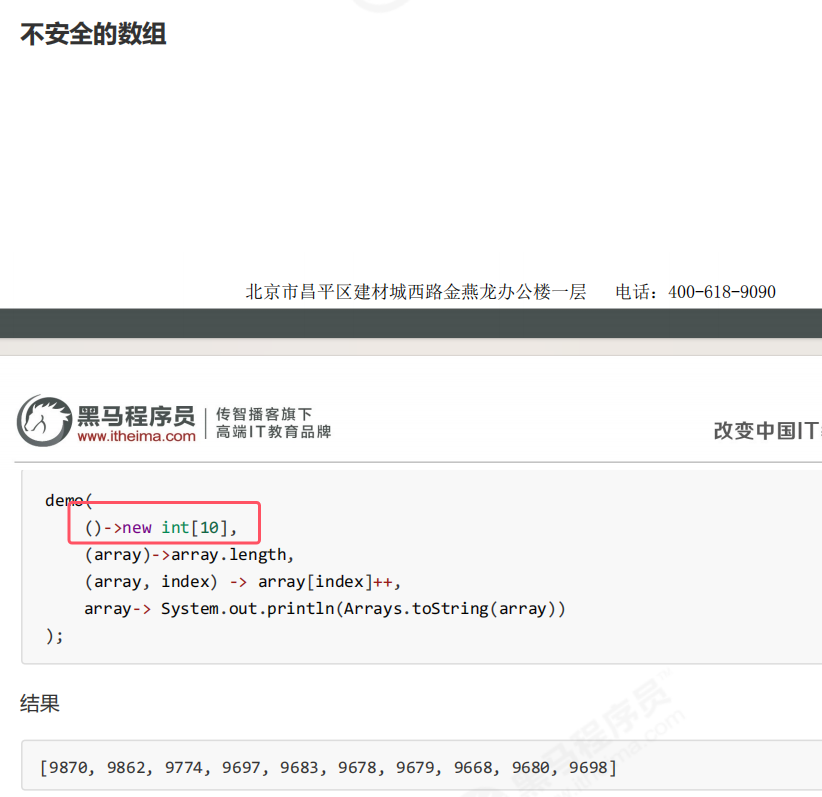 不安全的数组
北京市昌平区建材城西路金燕龙办公楼一层 电话：400-618-9090
黑马程序员
www.itheima.com
传智播客旗下
高端IT教育品牌
改变中国IT
demo(
()->new int[10],
(array)->array.length,
(array, index) -> array[index]++,
array-> System.out.println(Arrays.toString(array))
);
结果
[9870, 9862, 9774, 9697, 9683, 9678, 9679, 9668, 9680, 9698]
黑马程序员